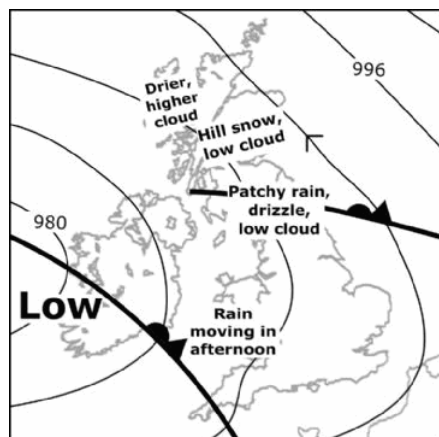 996
Drier,
higher
cloud
Hill snow,
low cloud
Patchy rain,
drizzle,
low cloud
980
Low
Rain
moving in
afternoon